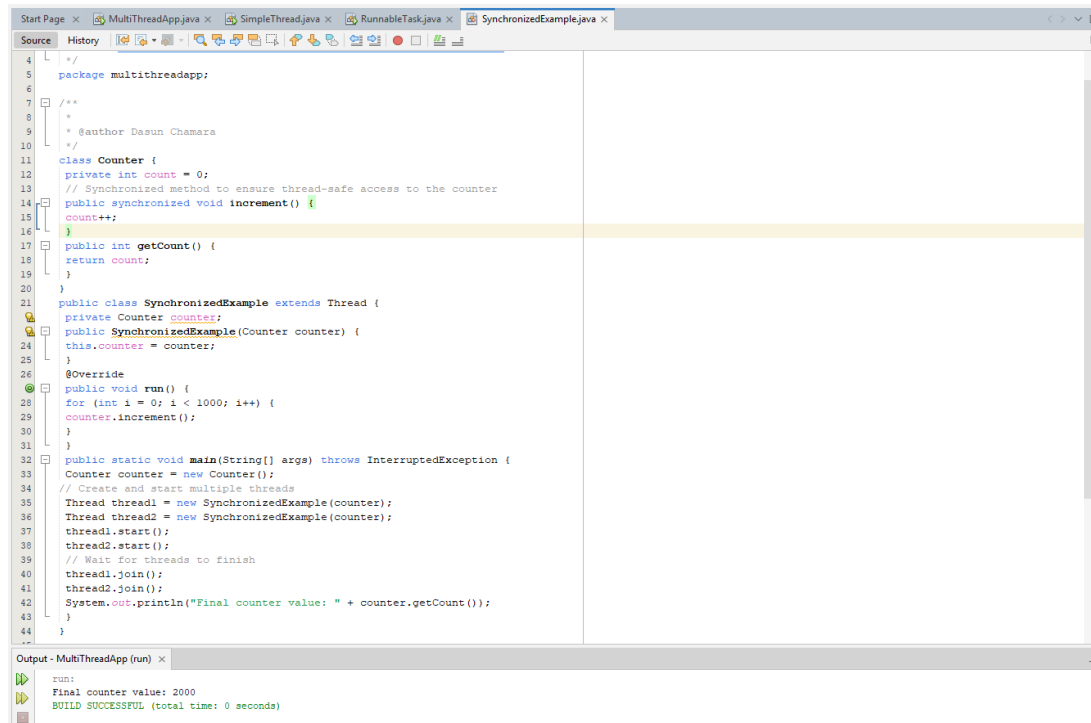 Start Page × MultiThreadApp.java × SimpleThread.java × RunnableTask.java × SynchronizedExample.java ×
Source History
4 */
5 package multithreadapp;
6
7 /**
8 *
9 * @author Dasun Chamara
10 */
11 class Counter {
12 private int count = 0;
13 // Synchronized method to ensure thread-safe access to the counter
14 public synchronized void increment() {
15 count++;
16 }
17 public int getCount() {
18 return count;
19 }
20 }
21 public class SynchronizedExample extends Thread {
private Counter counter;
public SynchronizedExample(Counter counter) {
24 this.counter = counter;
25 }
26 @Override
public void run() {
28 for (int i = 0; i < 1000; i++) {
29 counter.increment();
30 }
31 }
32 public static void main(String[] args) throws InterruptedException {
33 Counter counter = new Counter();
34 // Create and start multiple threads
35 Thread thread1 = new SynchronizedExample(counter);
36 Thread thread2 = new SynchronizedExample(counter);
37 thread1.start();
38 thread2.start();
39 // Wait for threads to finish
40 thread1.join();
41 thread2.join();
42 System.out.println("Final counter value: " + counter.getCount());
43 }
44 }
Output - MultiThreadApp (run) ×
run:
Final counter value: 2000
BUILD SUCCESSFUL (total time: 0 seconds)